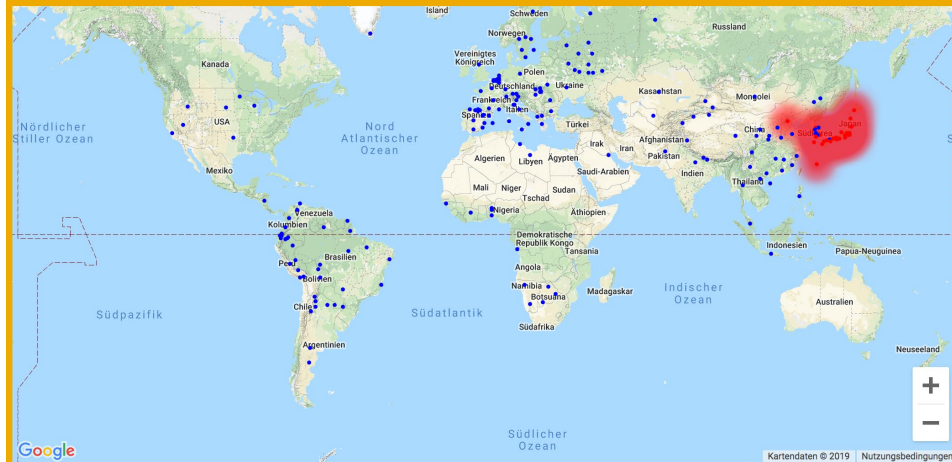 Island
Schweden
Russland
Norwegen
Kanada
Vereinigtes
Königreich
Polen
Deutschland
Ukraine
Kasachstan
Mongolei
Frankreich
Italien
Spanien
USA
Türkei
China
Südkorea
Japan
Nördlicher
Stiller Ozean
Nord
Atlantischer
Ozean
Irak
Iran
Afghanistan
Pakistan
Algerien
Libyen
Ägypten
Saudi-Arabien
Indien
Mexiko
Mali
Niger
Tschad
Sudan
Thailand
Venezuela
Nigeria
Äthiopien
Kolumbien
Demokratische
Republik Kongo
Tansania
Indonesien
Papua-Neuguinea
Peru
Brasilien
Angola
Bolivien
Namibia
Botsuana
Madagaskar
Indischer
Ozean
Australien
Südpazifik
Chile
Südatlantik
Südafrika
Argentinien
Neuseeland
Südlicher
Ozean
+
−
Google
Kartendaten © 2019
Nutzungsbedingungen